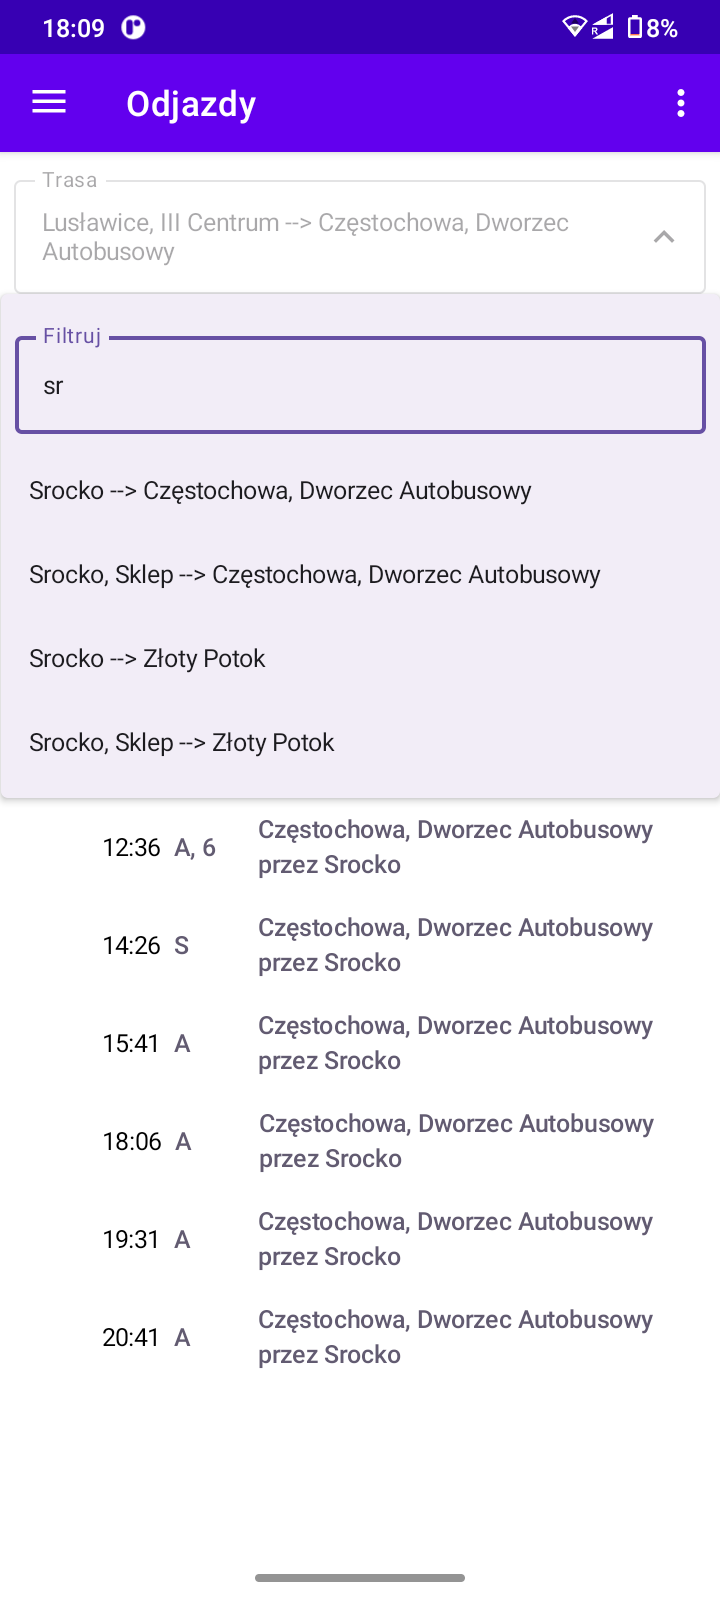 18:09
R
8%
Odjazdy
Trasa
Lusławice, III Centrum --> Częstochowa, Dworzec
Autobusowy
Filtruj
sr
Srocko --> Częstochowa, Dworzec Autobusowy
Srocko, Sklep --> Częstochowa, Dworzec Autobusowy
Srocko --> Złoty Potok
Srocko, Sklep --> Złoty Potok
12:36 A, 6 Częstochowa, Dworzec Autobusowy
przez Srocko
14:26 S Częstochowa, Dworzec Autobusowy
przez Srocko
15:41 A Częstochowa, Dworzec Autobusowy
przez Srocko
18:06 A Częstochowa, Dworzec Autobusowy
przez Srocko
19:31 A Częstochowa, Dworzec Autobusowy
przez Srocko
20:41 A Częstochowa, Dworzec Autobusowy
przez Srocko